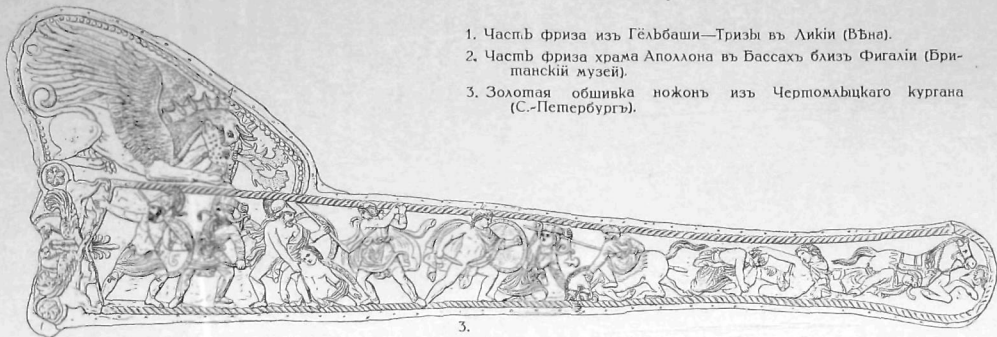 1. Часть фриза изъ Гёльбаши—Тризы въ Ликіи (Вѣна).
2. Часть фриза храма Аполлона въ Бассахъ близъ Фигаліи (Бри-
танскій музей).
3. Золотая обшивка ножонъ изъ Чертомлыцкаго кургана
(С.-Петербургъ).
3.